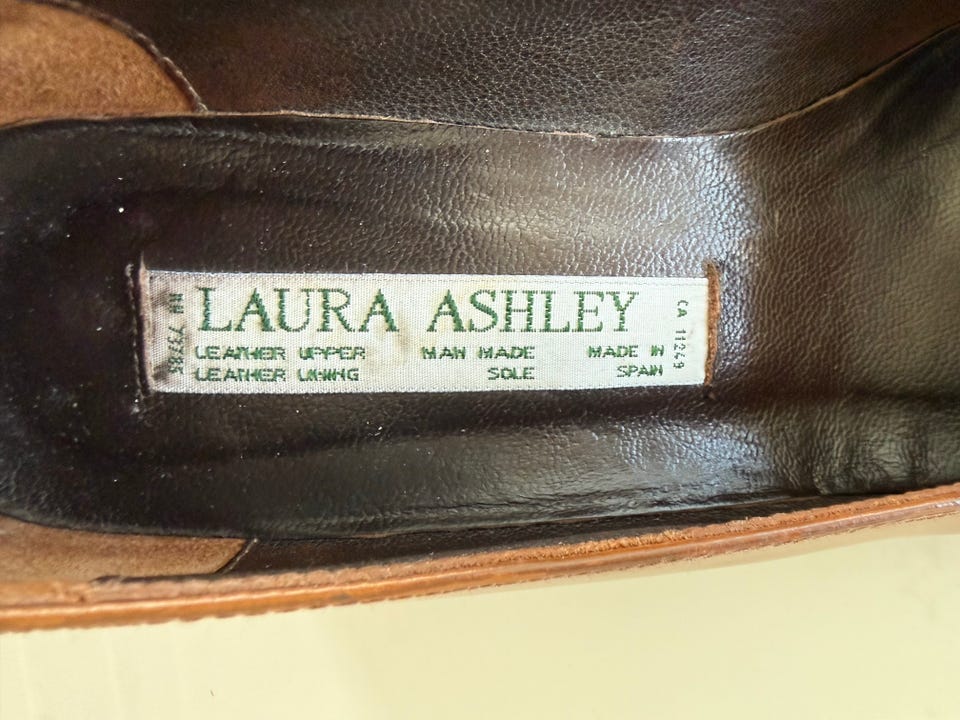 LAURA ASHLEY
LEATHER UPPER MAN MADE MADE IN
LEATHER LINING SOLE SPAIN
CA 11249